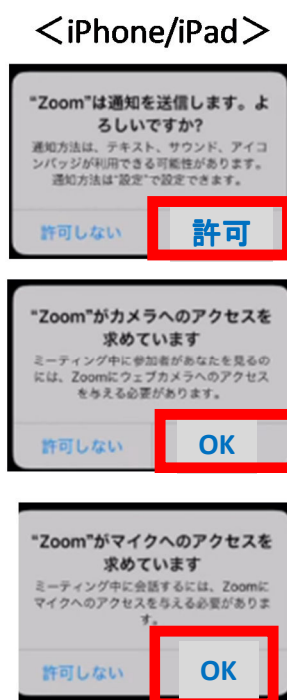 ＜iPhone/iPad＞
“Zoom”は通知を送信します。よ
ろしいですか?
通知方法は、テキスト、サウンド、アイコ
ンバッジが利用できる可能性があります。
通知方法は“設定”で設定できます。
許可しない 許可
“Zoom”がカメラへのアクセスを
求めています
ミーティング中に参加者があなたを見るの
には、Zoomにウェブカメラへのアクセス
を与える必要があります。
許可しない OK
“Zoom”がマイクへのアクセスを
求めています
ミーティング中に会話するには、Zoomに
マイクへのアクセスを与える必要がありま
す。
許可しない OK